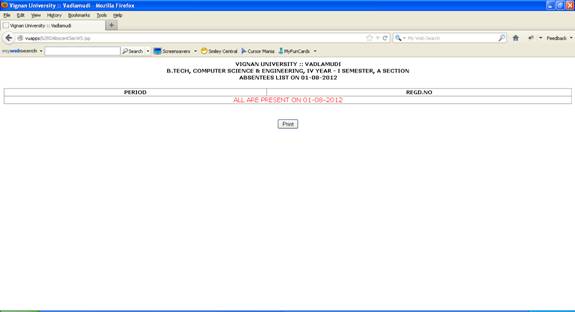 Vignan University :: Vadlamudi - Mozilla Firefox
File Edit View History Bookmarks Tools Help
Vignan University :: Vadlamudi
My Web Search
Feedback
mywebsearch Search Screensavers Smiley Central Cursor Mania MyFunCards
VIGNAN UNIVERSITY :: VADLAMUDI
B.TECH, COMPUTER SCIENCE & ENGINEERING, IV YEAR - I SEMESTER, A SECTION
ABSENTEES LIST ON 01-08-2012
PERIOD REGD.NO
ALL ARE PRESENT ON 01-08-2012
Print